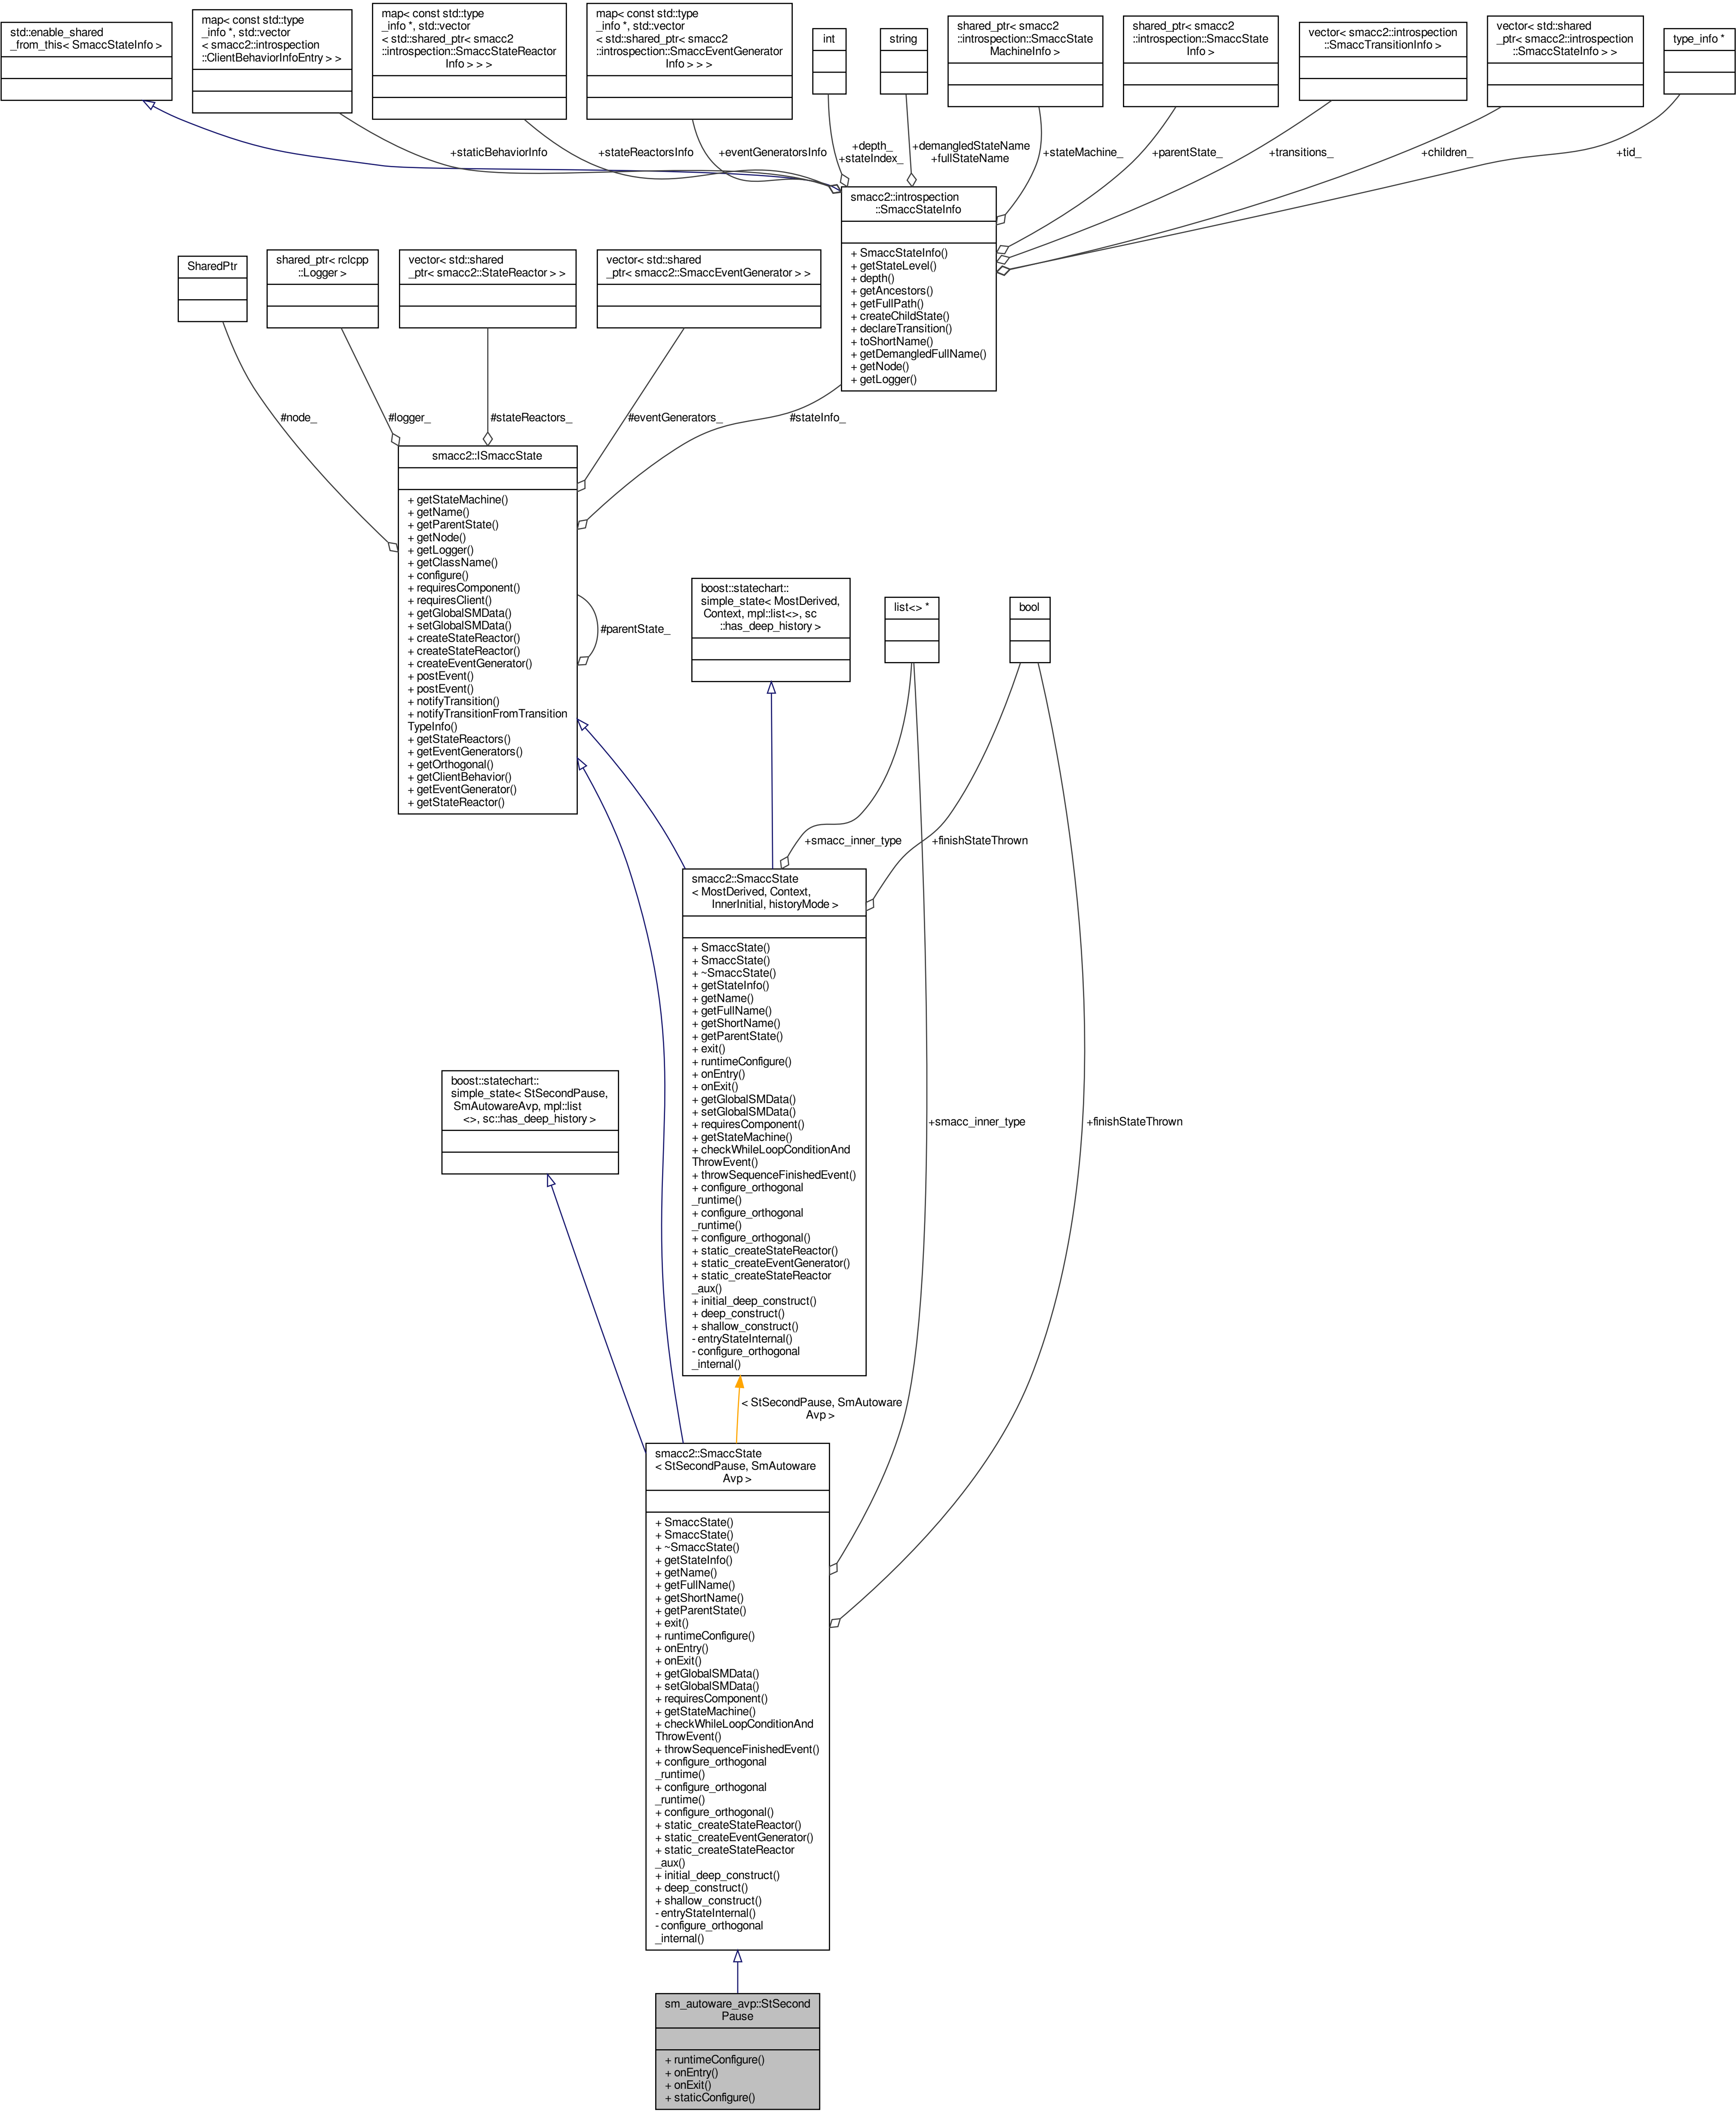 std::enable_shared
_from_this< SmaccStateInfo >
map< const std::type
_info *, std::vector
< smacc2::introspection
::ClientBehaviorInfoEntry > >
map< const std::type
_info *, std::vector
< std::shared_ptr< smacc2
::introspection::SmaccStateReactor
Info > > >
map< const std::type
_info *, std::vector
< std::shared_ptr< smacc2
::introspection::SmaccEventGenerator
Info > > >
int
string
shared_ptr< smacc2
::introspection::SmaccState
MachineInfo >
shared_ptr< smacc2
::introspection::SmaccState
Info >
vector< smacc2::introspection
::SmaccTransitionInfo >
vector< std::shared
_ptr< smacc2::introspection
::SmaccStateInfo > >
type_info *
+staticBehaviorInfo
+stateReactorsInfo
+eventGeneratorsInfo
+depth_
+stateIndex_
+demangledStateName
+fullStateName
+stateMachine_
+parentState_
+transitions_
+children_
+tid_
smacc2::introspection
::SmaccStateInfo
+ SmaccStateInfo()
+ getStateLevel()
+ depth()
+ getAncestors()
+ getFullPath()
+ createChildState()
+ declareTransition()
+ toShortName()
+ getDemangledFullName()
+ getNode()
+ getLogger()
SharedPtr
shared_ptr< rclcpp
::Logger >
vector< std::shared
_ptr< smacc2::StateReactor > >
vector< std::shared
_ptr< smacc2::SmaccEventGenerator > >
#node_
#logger_
#stateReactors_
#eventGenerators_
#stateInfo_
smacc2::ISmaccState
+ getStateMachine()
+ getName()
+ getParentState()
+ getNode()
+ getLogger()
+ getClassName()
+ configure()
+ requiresComponent()
+ requiresClient()
+ getGlobalSMData()
+ setGlobalSMData()
+ createStateReactor()
+ createStateReactor()
+ createEventGenerator()
+ postEvent()
+ postEvent()
+ notifyTransition()
+ notifyTransitionFromTransition
TypeInfo()
+ getStateReactors()
+ getEventGenerators()
+ getOrthogonal()
+ getClientBehavior()
+ getEventGenerator()
+ getStateReactor()
#parentState_
boost::statechart::
simple_state< MostDerived,
Context, mpl::list<>, sc
::has_deep_history >
list<> *
bool
+smacc_inner_type
+finishStateThrown
smacc2::SmaccState
< MostDerived, Context,
InnerInitial, historyMode >
+ SmaccState()
+ SmaccState()
+ ~SmaccState()
+ getStateInfo()
+ getName()
+ getFullName()
+ getShortName()
+ getParentState()
+ exit()
+ runtimeConfigure()
+ onEntry()
+ onExit()
+ getGlobalSMData()
+ setGlobalSMData()
+ requiresComponent()
+ getStateMachine()
+ checkWhileLoopConditionAnd
ThrowEvent()
+ throwSequenceFinishedEvent()
+ configure_orthogonal
_runtime()
+ configure_orthogonal
_runtime()
+ configure_orthogonal()
+ static_createStateReactor()
+ static_createEventGenerator()
+ static_createStateReactor
_aux()
+ initial_deep_construct()
+ deep_construct()
+ shallow_construct()
- entryStateInternal()
- configure_orthogonal
_internal()
boost::statechart::
simple_state< StSecondPause,
SmAutowareAvp, mpl::list
<>, sc::has_deep_history >
+smacc_inner_type
+finishStateThrown
< StSecondPause, SmAutoware
Avp >
smacc2::SmaccState
< StSecondPause, SmAutoware
Avp >
+ SmaccState()
+ SmaccState()
+ ~SmaccState()
+ getStateInfo()
+ getName()
+ getFullName()
+ getShortName()
+ getParentState()
+ exit()
+ runtimeConfigure()
+ onEntry()
+ onExit()
+ getGlobalSMData()
+ setGlobalSMData()
+ requiresComponent()
+ getStateMachine()
+ checkWhileLoopConditionAnd
ThrowEvent()
+ throwSequenceFinishedEvent()
+ configure_orthogonal
_runtime()
+ configure_orthogonal
_runtime()
+ configure_orthogonal()
+ static_createStateReactor()
+ static_createEventGenerator()
+ static_createStateReactor
_aux()
+ initial_deep_construct()
+ deep_construct()
+ shallow_construct()
- entryStateInternal()
- configure_orthogonal
_internal()
sm_autoware_avp::StSecond
Pause
+ runtimeConfigure()
+ onEntry()
+ onExit()
+ staticConfigure()